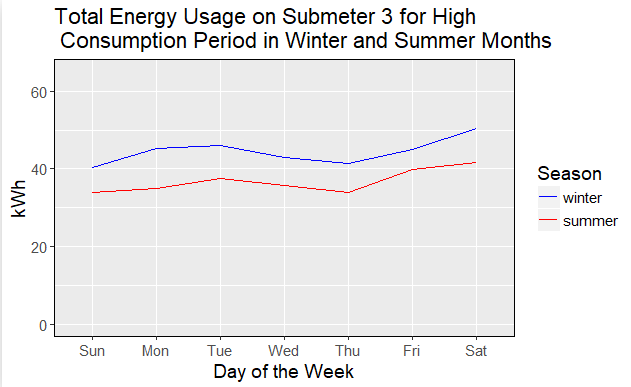 Total Energy Usage on Submeter 3 for High
Consumption Period in Winter and Summer Months
60
40
20
0
kWh
Sun Mon Tue Wed Thu Fri Sat
Day of the Week
Season
winter
summer